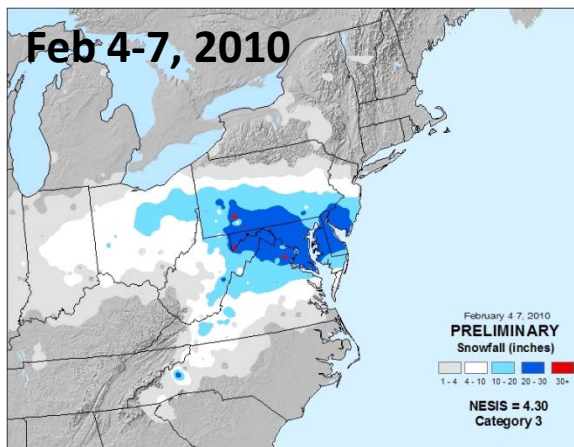 Feb 4-7, 2010
February 4 7, 2010
PRELIMINARY
Snowfall (inches)
1 - 4 4 - 10 10 - 20 20 - 30 30+
NESIS = 4.30
Category 3